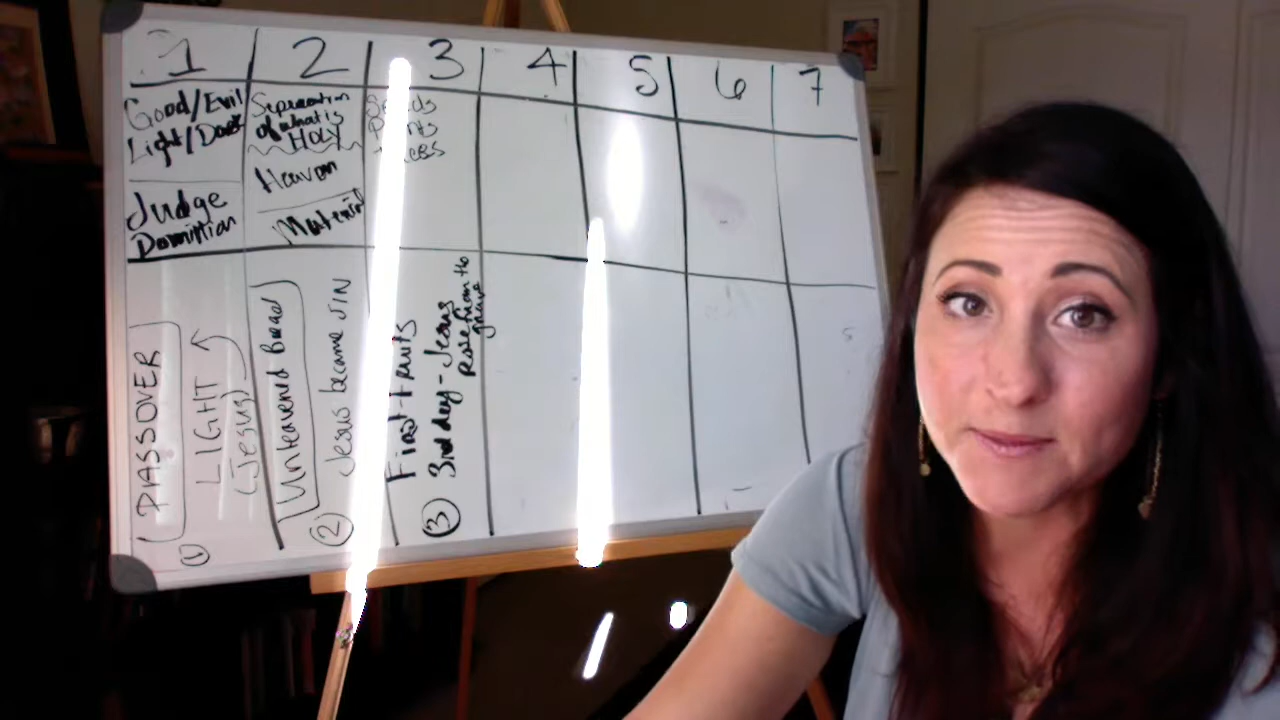 1 2 3 4 5 6 7
Good/Evil
Light/Dark
Judge
Dominion
Separation
of what is
Holy
Heaven
Material
Seeds
Plants
PASSOVER
LIGHT
(Jesus)
1
Unleavened Bread
Jesus became SIN
2
First fruits
3rd day - Jesus
rose from the
grave
3